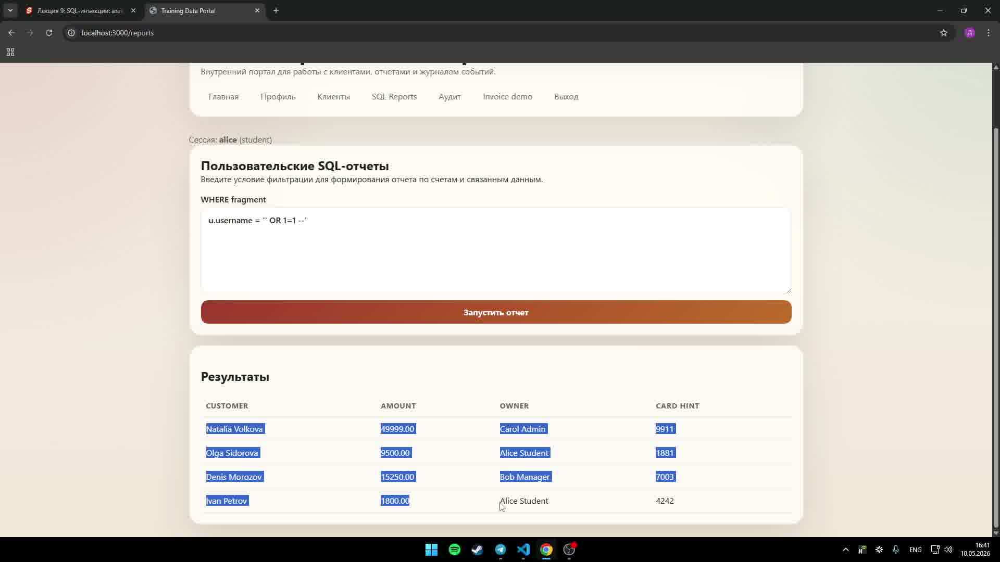 Лекция 9: SQL-инъекции: ата
Training Data Portal
localhost:3000/reports
Д
Внутренний портал для работы с клиентами, отчетами и журналом событий.
Главная Профиль Клиенты SQL Reports Аудит Invoice demo Выход
Сессия: alice (student)
Пользовательские SQL-отчеты
Введите условие фильтрации для формирования отчета по счетам и связанным данным.
WHERE fragment
u.username = '' OR 1=1 --'
Запустить отчет
Результаты
CUSTOMER AMOUNT OWNER CARD HINT
Natalia Volkova 49999.00 Carol Admin 9911
Olga Sidorova 9500.00 Alice Student 1881
Denis Morozov 15250.00 Bob Manager 7003
Ivan Petrov 1800.00 Alice Student 4242
ENG
16:41
10.05.2026